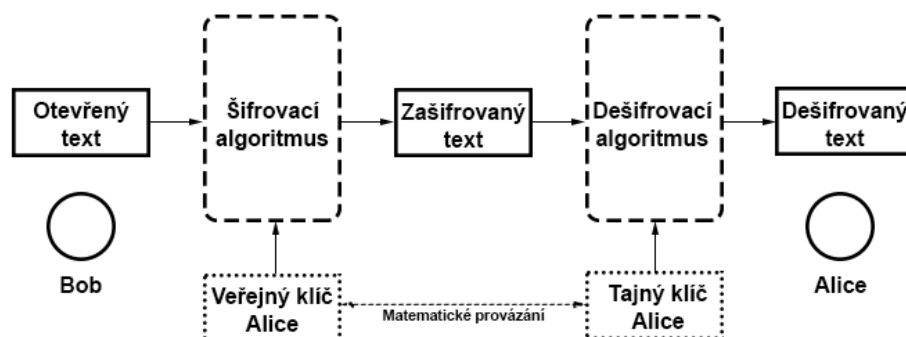 Otevřený
text
Šifrovací
algoritmus
Zašifrovaný
text
Dešifrovací
algoritmus
Dešifrovaný
text
Bob
Alice
Veřejný klíč
Alice
Matematické provázání
Tajný klíč
Alice